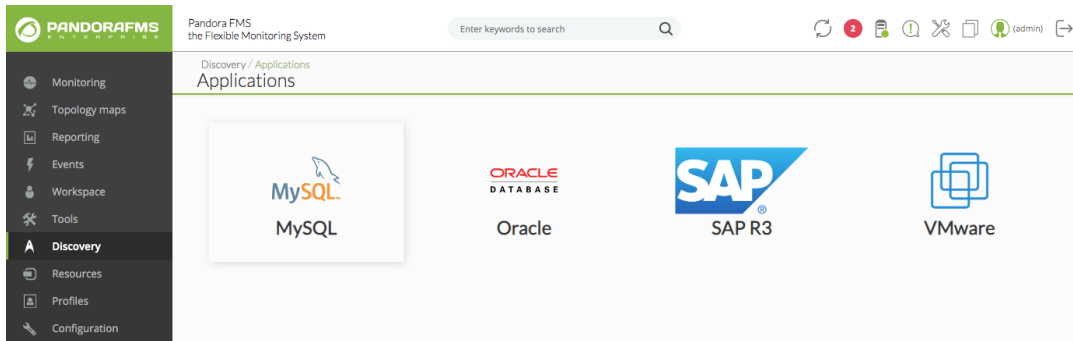 PANDORAFMS
ENTERPRISE
Pandora FMS
the Flexible Monitoring System
Enter keywords to search
2
(admin)
Discovery / Applications
Applications
Monitoring
Topology maps
Reporting
Events
Workspace
Tools
Discovery
Resources
Profiles
Configuration
MySQL
MySQL
ORACLE
DATABASE
Oracle
SAP
SAP R3
VMware